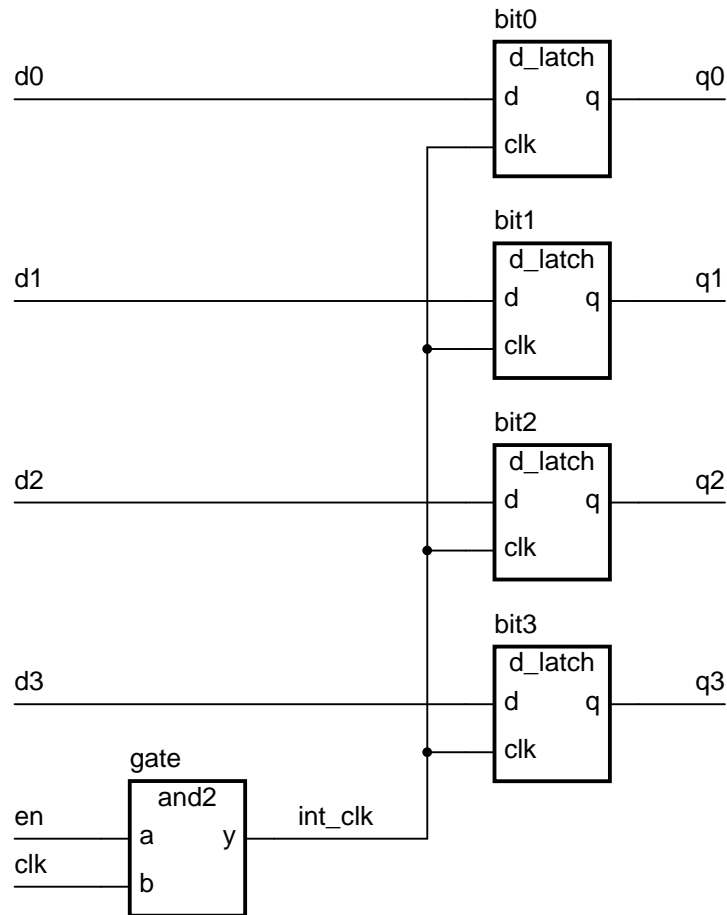 bit0
d_latch
d0
d q
q0
clk
bit1
d_latch
d1
d q
q1
clk
bit2
d_latch
d2
d q
q2
clk
bit3
d_latch
d3
d q
q3
clk
gate
and2
en
a y
int_clk
clk
b